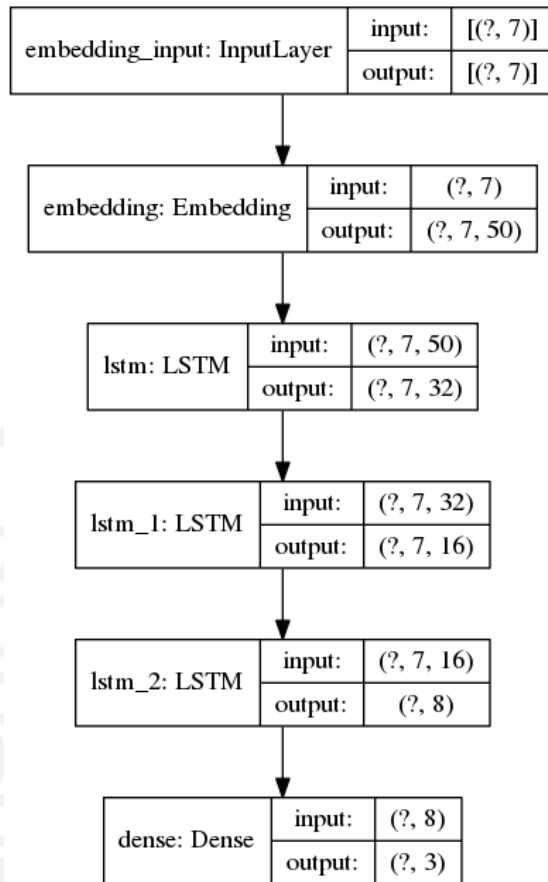 embedding_input: InputLayer
input: [(?, 7)]
output: [(?, 7)]
embedding: Embedding
input: (?, 7)
output: (?, 7, 50)
lstm: LSTM
input: (?, 7, 50)
output: (?, 7, 32)
lstm_1: LSTM
input: (?, 7, 32)
output: (?, 7, 16)
lstm_2: LSTM
input: (?, 7, 16)
output: (?, 8)
dense: Dense
input: (?, 8)
output: (?, 3)